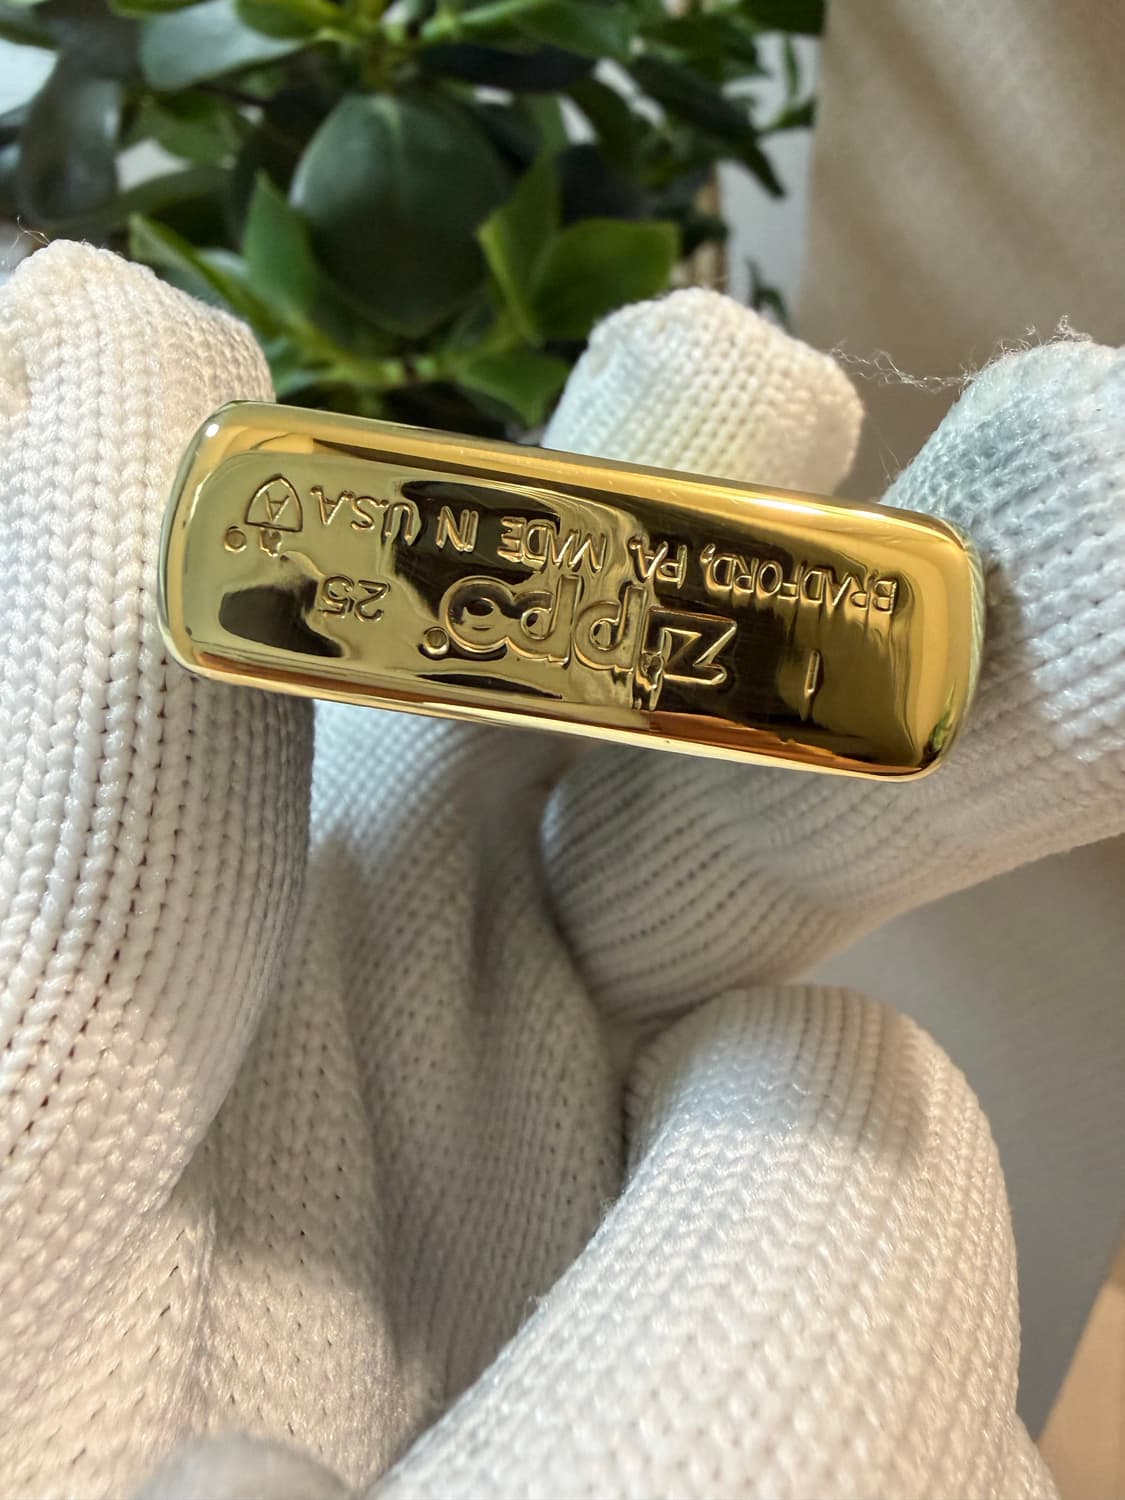 I Zippo 25
BRADFORD, PA. MADE IN U.S.A. A